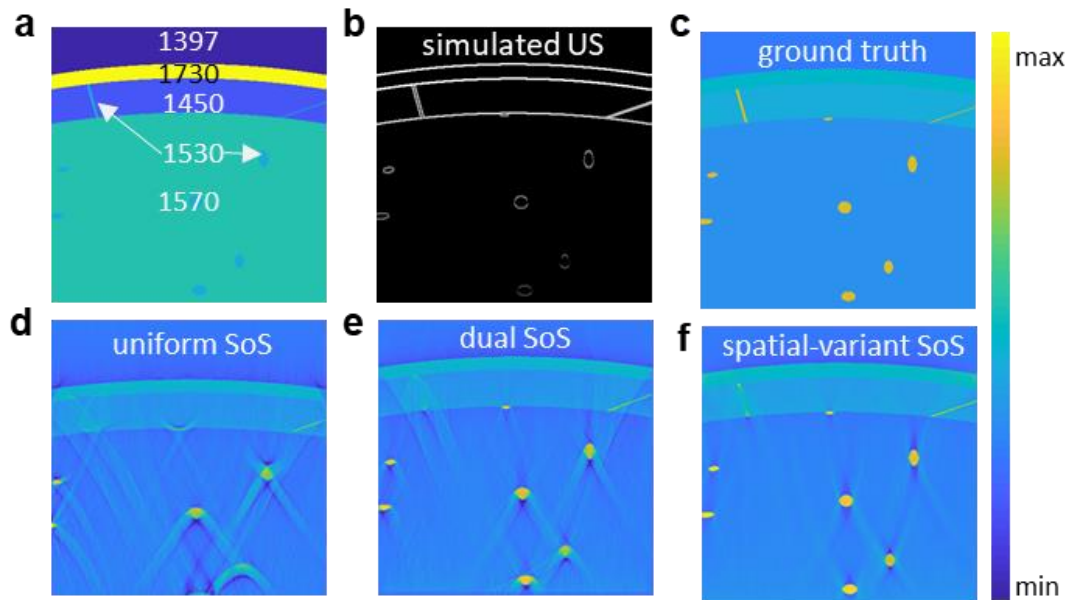 a
1397
1730
1450
1530
1570
b
simulated US
c
ground truth
max
d
uniform SoS
e
dual SoS
f
spatial-variant SoS
min